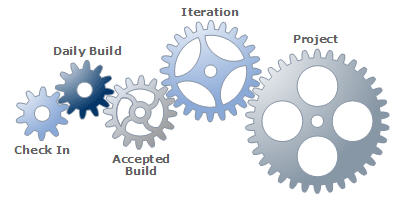 Iteration
Daily Build
Project
Check In
Accepted
Build